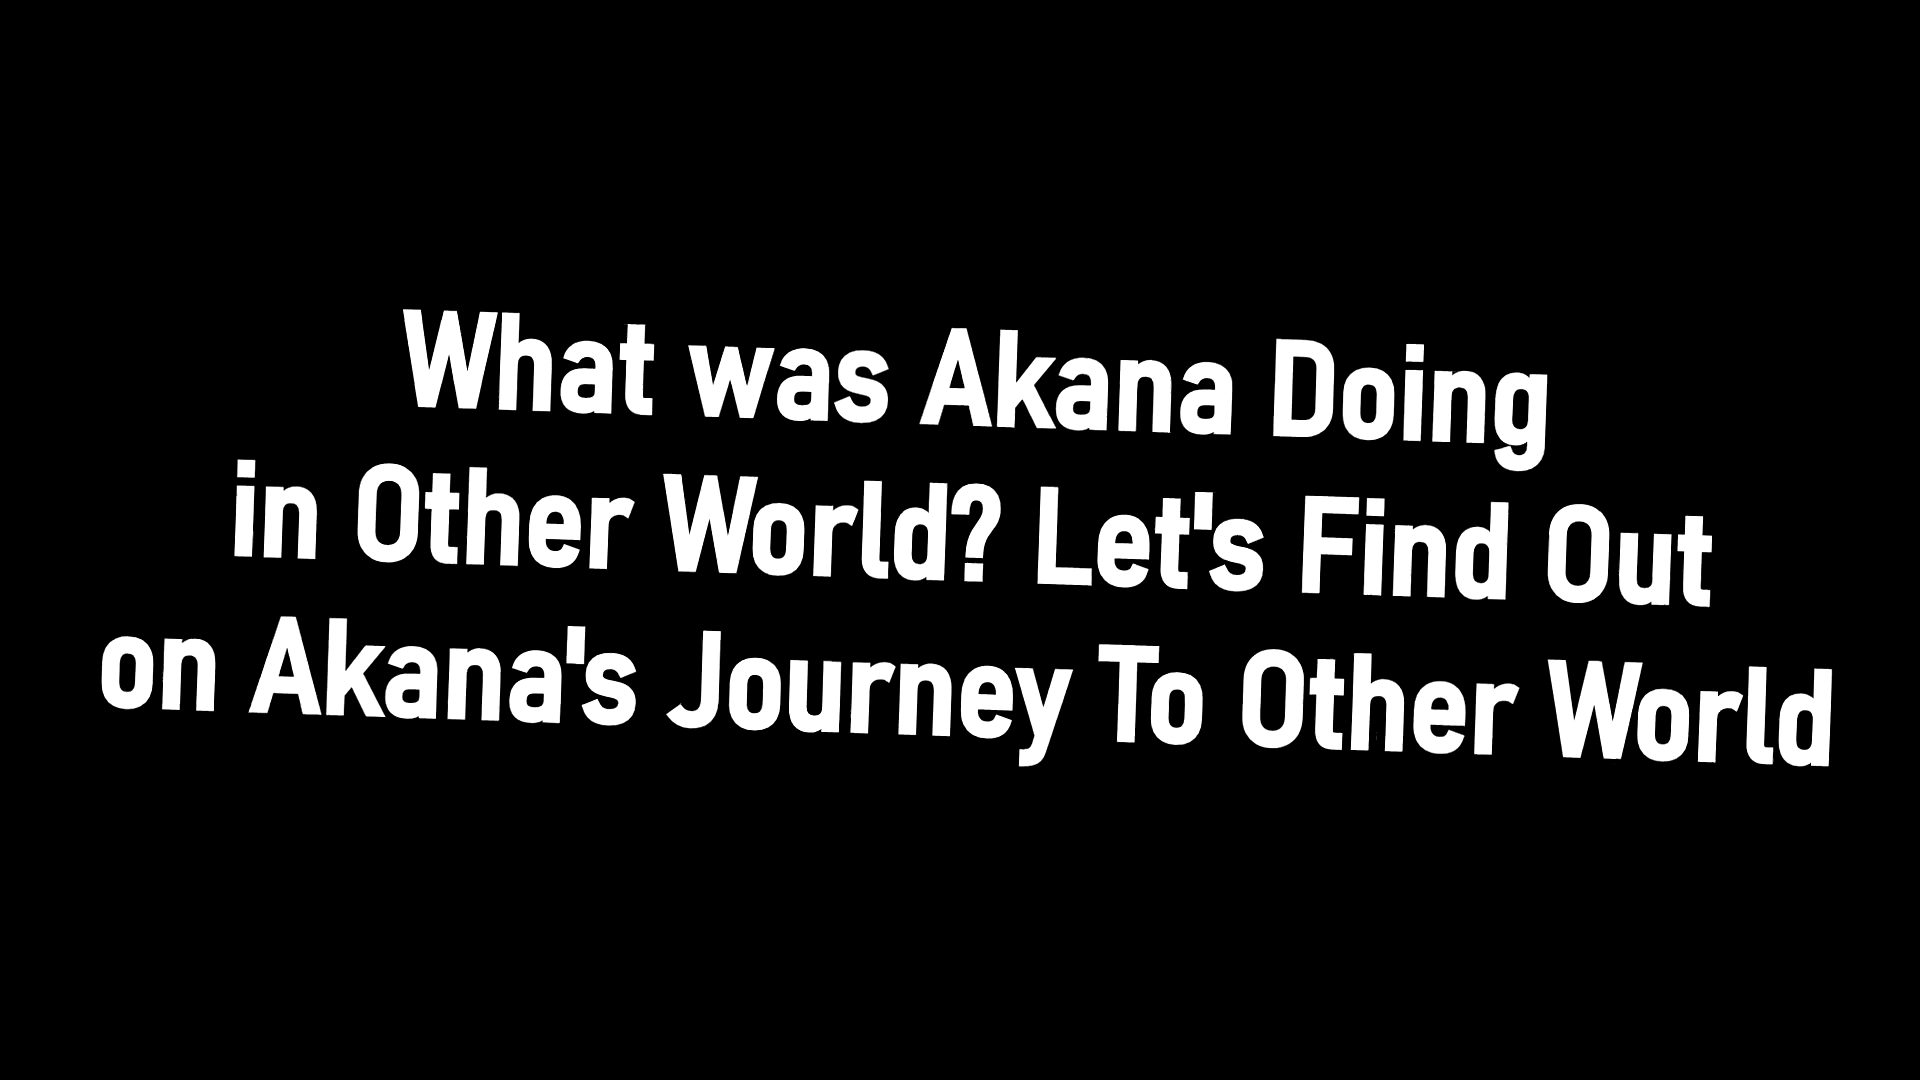 What was Akana Doing
in Other World? Let's Find Out
on Akana's Journey To Other World